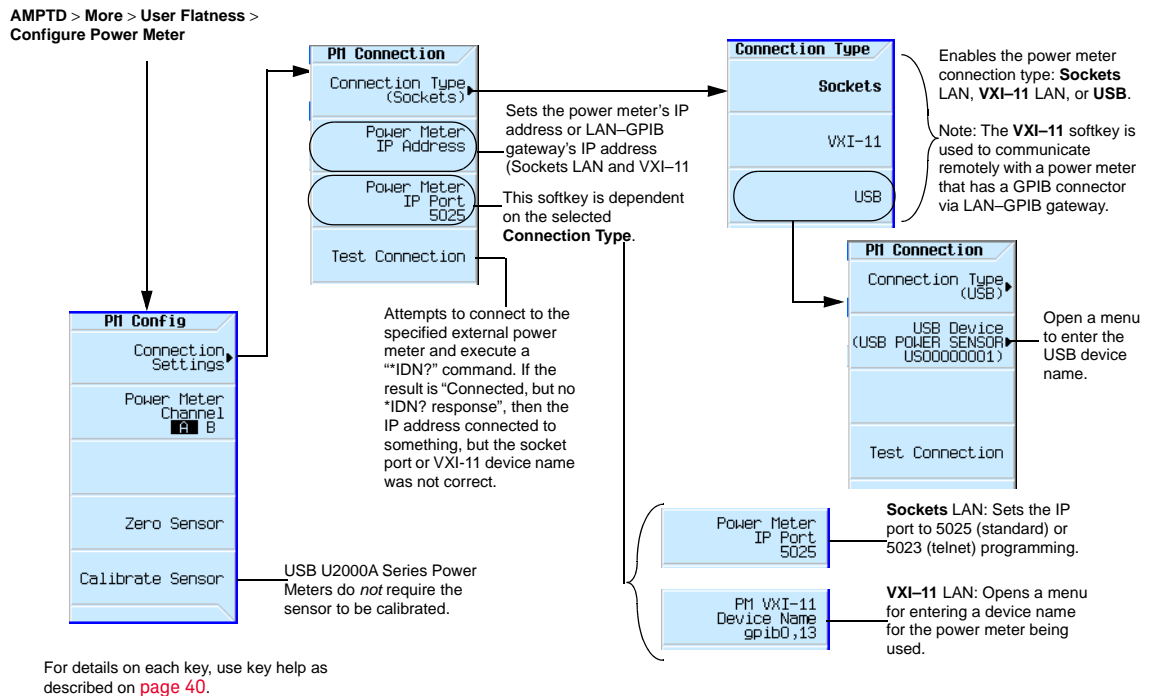 AMPTD > More > User Flatness >
Configure Power Meter
PM Connection
Connection Type
(Sockets)
Power Meter
IP Address
Power Meter
IP Port
5025
Test Connection
Sets the power meter's IP
address or LAN–GPIB
gateway's IP address
(Sockets LAN and VXI–11
This softkey is dependent
on the selected
Connection Type.
Connection Type
Sockets
VXI-11
USB
Enables the power meter
connection type: Sockets
LAN, VXI–11 LAN, or USB.
Note: The VXI–11 softkey is
used to communicate
remotely with a power meter
that has a GPIB connector
via LAN–GPIB gateway.
PM Connection
Connection Type
(USB)
USB Device
(USB POWER SENSOR
US00000001)
Test Connection
Open a menu
to enter the
USB device
name.
PM Config
Connection
Settings
Power Meter
Channel
A B
Zero Sensor
Calibrate Sensor
Attempts to connect to the
specified external power
meter and execute a
“*IDN?” command. If the
result is “Connected, but no
*IDN? response”, then the
IP address connected to
something, but the socket
port or VXI-11 device name
was not correct.
USB U2000A Series Power
Meters do not require the
sensor to be calibrated.
Power Meter
IP Port
5025
Sockets LAN: Sets the IP
port to 5025 (standard) or
5023 (telnet) programming.
PM VXI-11
Device Name
gpib0,13
VXI–11 LAN: Opens a menu
for entering a device name
for the power meter being
used.
For details on each key, use key help as
described on page 40.